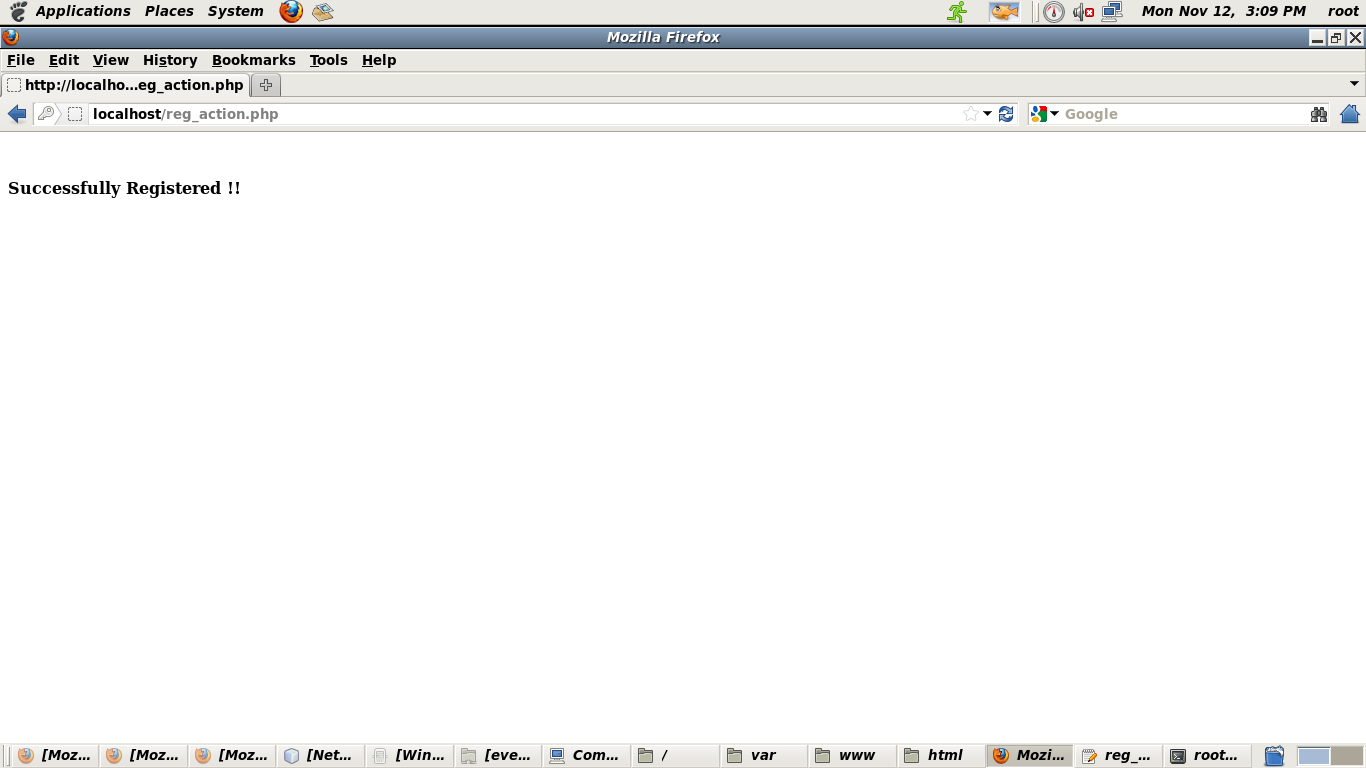 Applications Places System Mon Nov 12, 3:09 PM root
Mozilla Firefox
File Edit View History Bookmarks Tools Help
http://localho...eg_action.php
localhost/reg_action.php Google
Successfully Registered !!
[Moz... [Moz... [Moz... [Net... [Win... [eve... Com... / var www html Mozi... reg_... root...